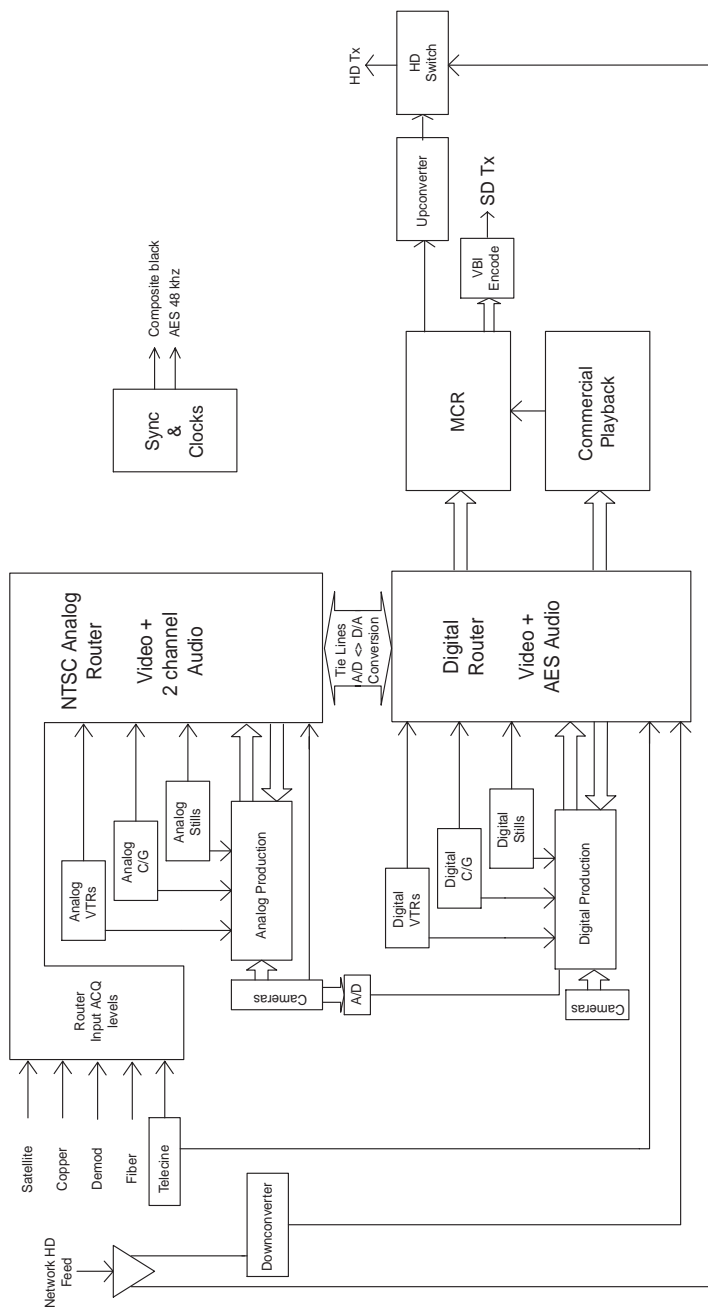 Network HD
Feed
Satellite
Copper
Demod
Fiber
Telecine
Downconverter
Router
Input ACQ
levels
NTSC Analog
Router
Video +
2 channel
Audio
Analog
VTRs
Analog
C/G
Analog
Stills
Analog Production
Cameras
A/D
Tie Lines
A/D <> D/A
Conversion
Digital
Router
Video +
AES Audio
Digital
VTRs
Digital
C/G
Digital
Stills
Digital Production
Cameras
Sync
&
Clocks
Composite black
AES 48 khz
MCR
Commercial
Playback
VBI
Encode
SD Tx
Upconverter
HD
Switch
HD Tx